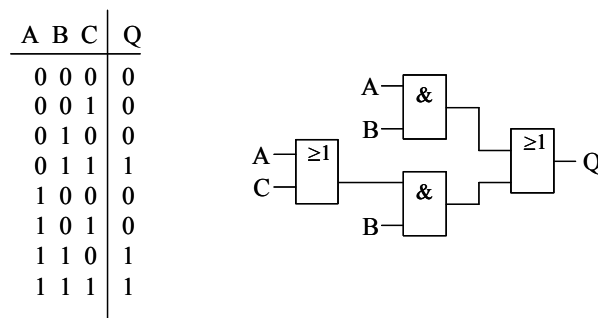 A B C Q
0 0 0 0
0 0 1 0
0 1 0 0
0 1 1 1
1 0 0 0
1 0 1 0
1 1 0 1
1 1 1 1
A
&
B
≥1
Q
A
≥1
C
&
B